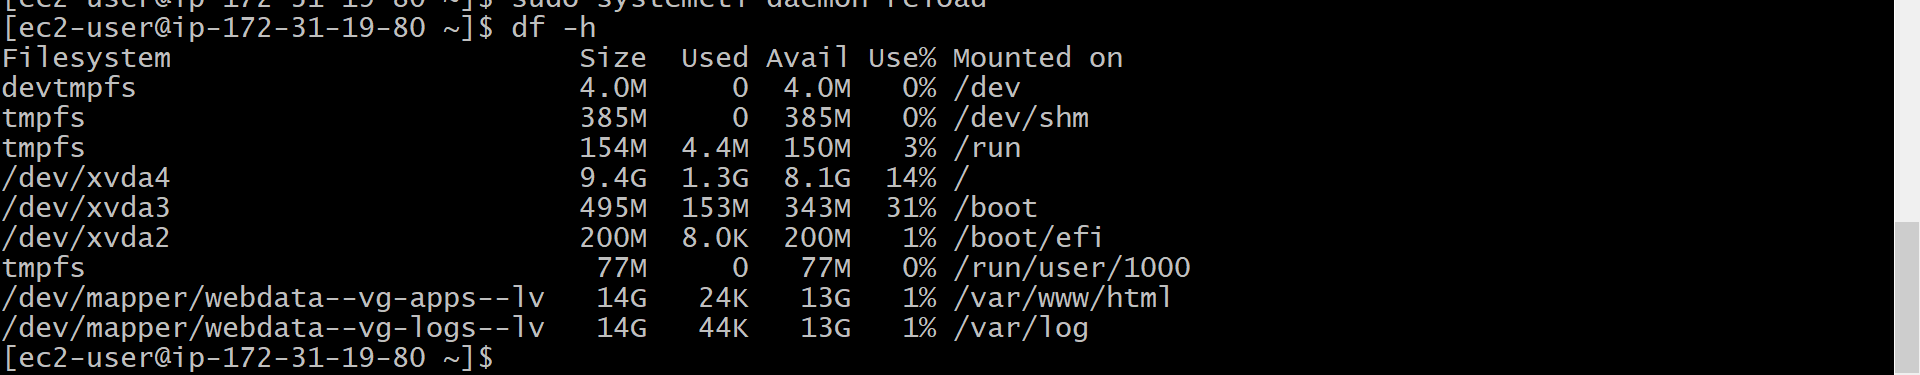 [ec2-user@ip-172-31-19-80 ~]$ sudo systemctl daemon-reload
[ec2-user@ip-172-31-19-80 ~]$ df -h
Filesystem                        Size  Used Avail Use% Mounted on
devtmpfs                          4.0M     0  4.0M   0% /dev
tmpfs                             385M     0  385M   0% /dev/shm
tmpfs                             154M  4.4M  150M   3% /run
/dev/xvda4                        9.4G  1.3G  8.1G  14% /
/dev/xvda3                        495M  153M  343M  31% /boot
/dev/xvda2                        200M  8.0K  200M   1% /boot/efi
tmpfs                              77M     0   77M   0% /run/user/1000
/dev/mapper/webdata--vg-apps--lv   14G   24K   13G   1% /var/www/html
/dev/mapper/webdata--vg-logs--lv   14G   44K   13G   1% /var/log
[ec2-user@ip-172-31-19-80 ~]$